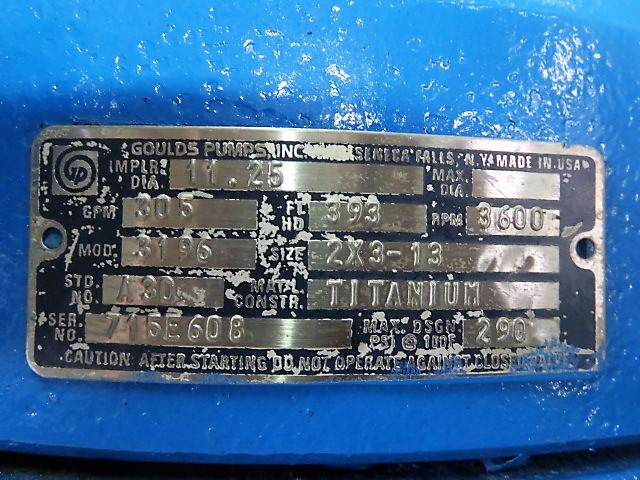 GOULDS PUMPS, INC. SENECA FALLS, N.Y. MADE IN USA
IMPLR. DIA. 11.25 MAX. DIA.
GPM 305 FT. HD 393 RPM 3600
MOD. 3196 SIZE 2X3-13
STD. NO. A30 MAT'L. CONSTR. TITANIUM
SER. NO. 715E608 MAX. DSGN PSI @ 100F 290
CAUTION: AFTER STARTING DO NOT OPERATE AGAINST